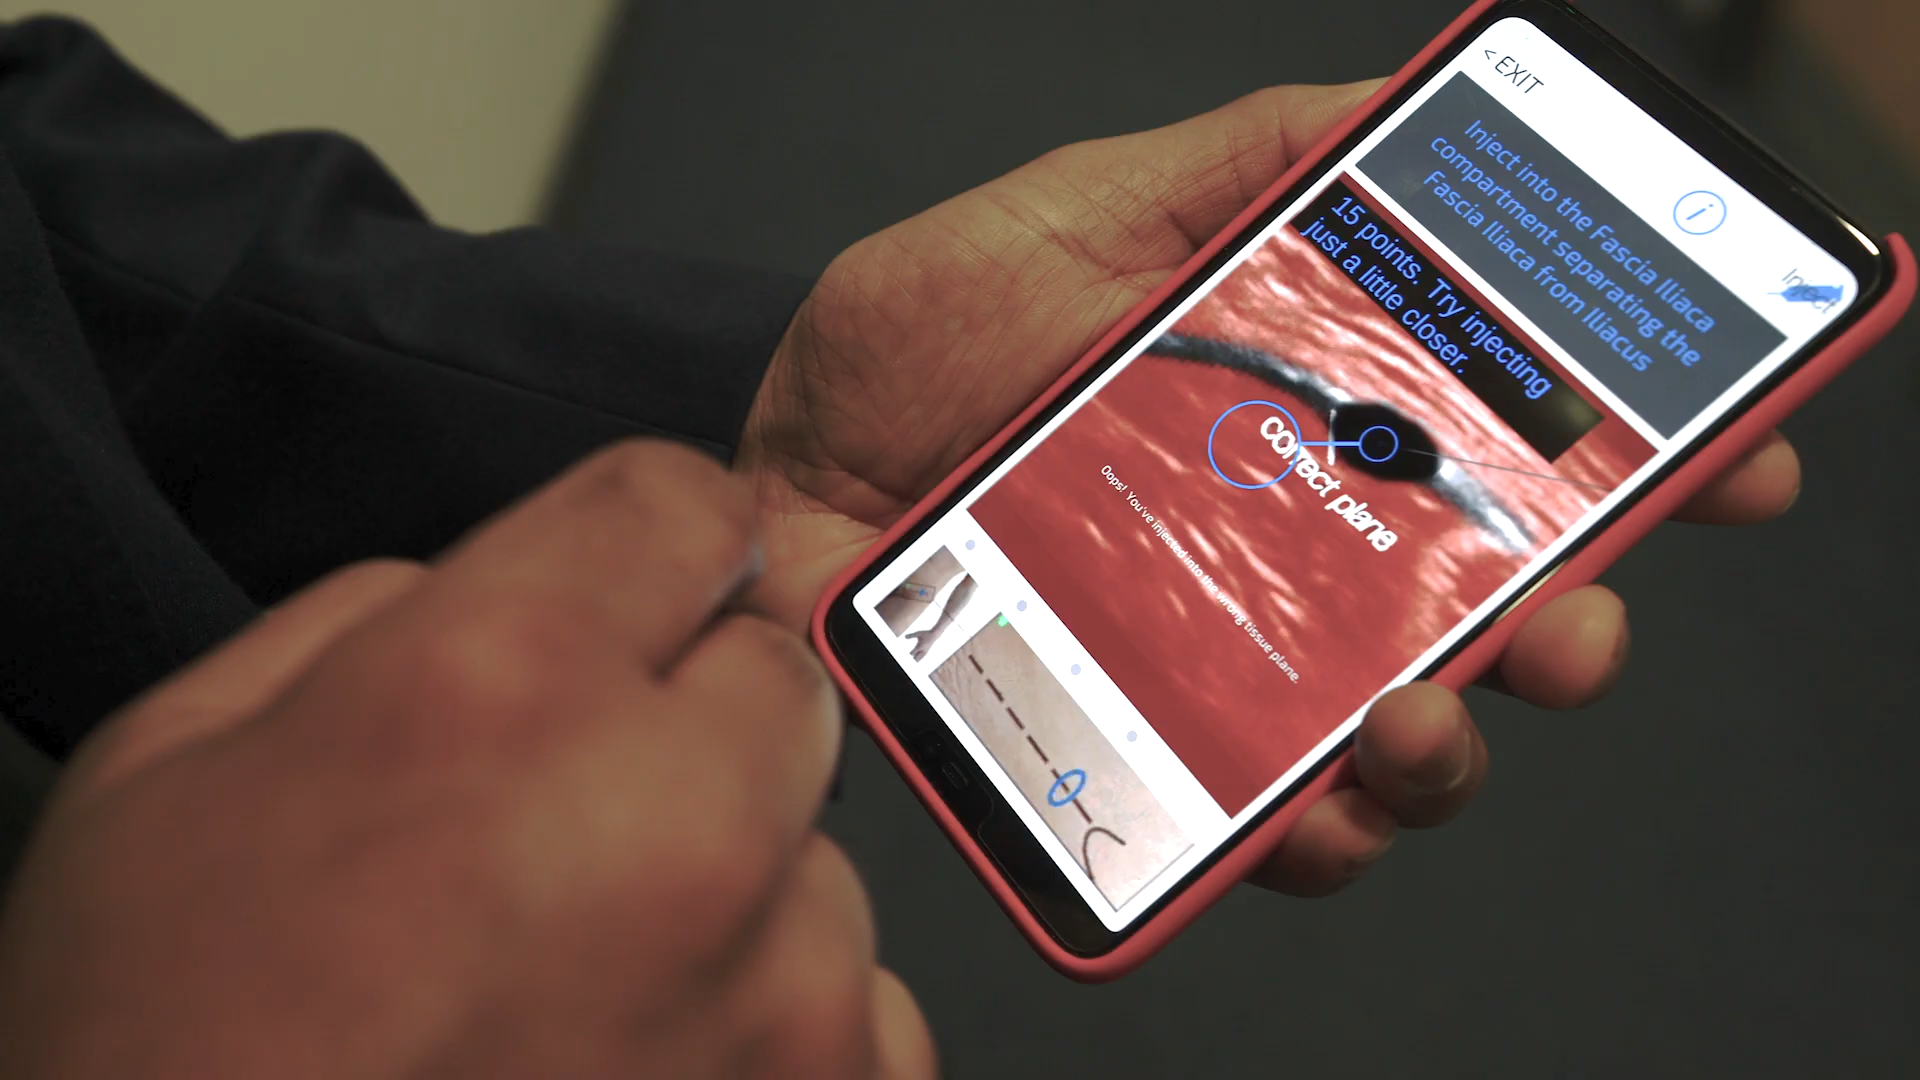 < EXIT
Inject
Inject into the Fascia Iliaca
compartment separating the
Fascia Iliaca from Iliacus
15 points. Try injecting
just a little closer.
correct plane
Oops! You've injected into the wrong tissue plane.